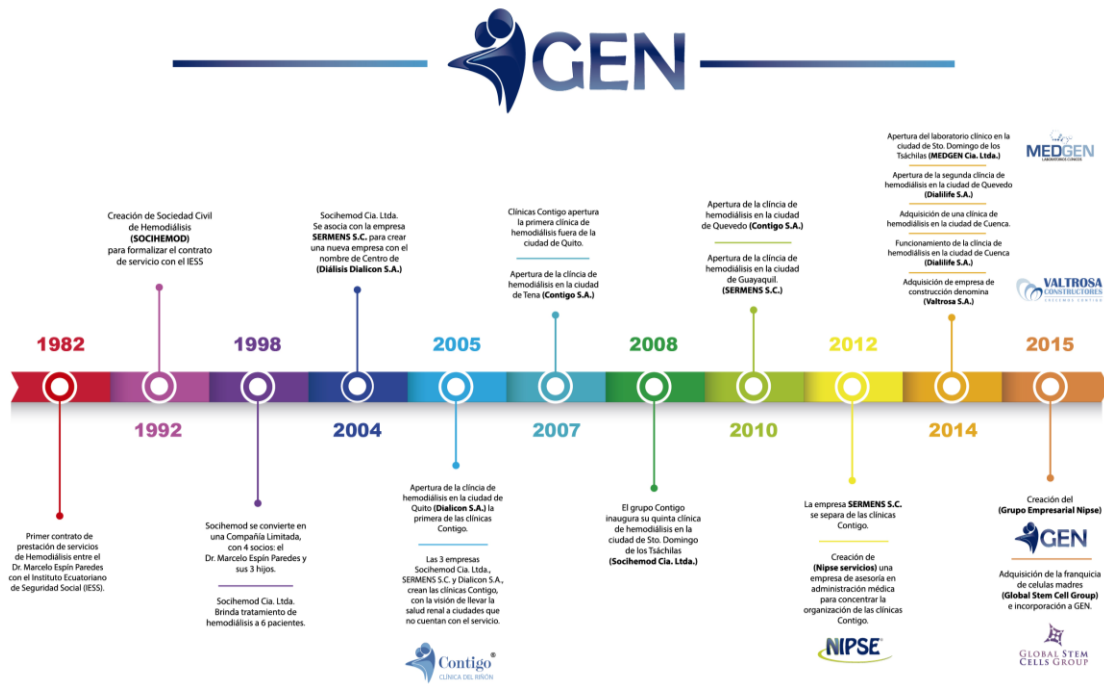 GEN
1982
Primer contrato de
prestación de servicios
de Hemodiálisis entre el
Dr. Marcelo Espín Paredes
con el Instituto Ecuatoriano
de Seguridad Social (IESS).
Creación de Sociedad Civil
de Hemodiálisis
(SOCIHEMOD)
para formalizar el contrato
de servicio con el IESS
1992
1998
Socihemod se convierte en
una Compañía Limitada,
con 4 socios: el
Dr. Marcelo Espín Paredes y
sus 3 hijos.
Socihemod Cia. Ltda.
Brinda tratamiento de
hemodiálisis a 6 pacientes.
Socihemod Cia. Ltda.
Se asocia con la empresa
SERMENS S.C. para crear
una nueva empresa con el
nombre de Centro de
(Diálisis Dialicon S.A.)
2004
2005
Apertura de la clíncia de
hemodiálisis en la ciudad de
Quito (Dialicon S.A.) la
primera de las clínicas
Contigo.
Las 3 empresas
Socihemod Cia. Ltda.,
SERMENS S.C. y Dialicon S.A.,
crean las clínicas Contigo,
con la visión de llevar la
salud renal a ciudades que
no cuentan con el servicio.
Contigo®
CLÍNICA DEL RIÑÓN
Clínicas Contigo apertura
la primera clínica de
hemodiálisis fuera de la
ciudad de Quito.
Apertura de la clíncia de
hemodiálisis en la ciudad
de Tena (Contigo S.A.)
2007
2008
El grupo Contigo
inaugura su quinta clínica
de hemodiálisis en la
ciudad de Sto. Domingo
de los Tsáchilas
(Socihemod Cia. Ltda.)
Apertura de la clíncia de
hemodiálisis en la ciudad
de Quevedo (Contigo S.A.)
Apertura de la clíncia de
hemodiálisis en la ciudad
de Guayaquil.
(SERMENS S.C.)
2010
2012
La empresa SERMENS S.C.
se separa de las clínicas
Contigo.
Creación de
(Nipse servicios) una
empresa de asesoría en
administración médica
para concentrar la
organización de las clínicas
Contigo.
NIPSE®
Apertura del laboratorio clínico en la
ciudad de Sto. Domingo de los
Tsáchilas (MEDGEN Cia. Ltda.)
MEDGEN
LABORATORIO CLÍNICO
Apertura de la segunda clíncia de
hemodiálisis en la ciudad de Quevedo
(Dialilife S.A.)
Adquisición de una clínica de
hemodiálisis en la ciudad de Cuenca.
Funcionamiento de la clíncia de
hemodiálisis en la ciudad de Cuenca
(Dialilife S.A.)
Adquisición de empresa de
construcción denomina
(Valtrosa S.A.)
VALTROSA
CONSTRUCTORES
2014
2015
Creación del
(Grupo Empresarial Nipse)
GEN
Adquisición de la franquicia
de celulas madres
(Global Stem Cell Group)
e incorporación a GEN.
GLOBAL STEM
CELLS GROUP